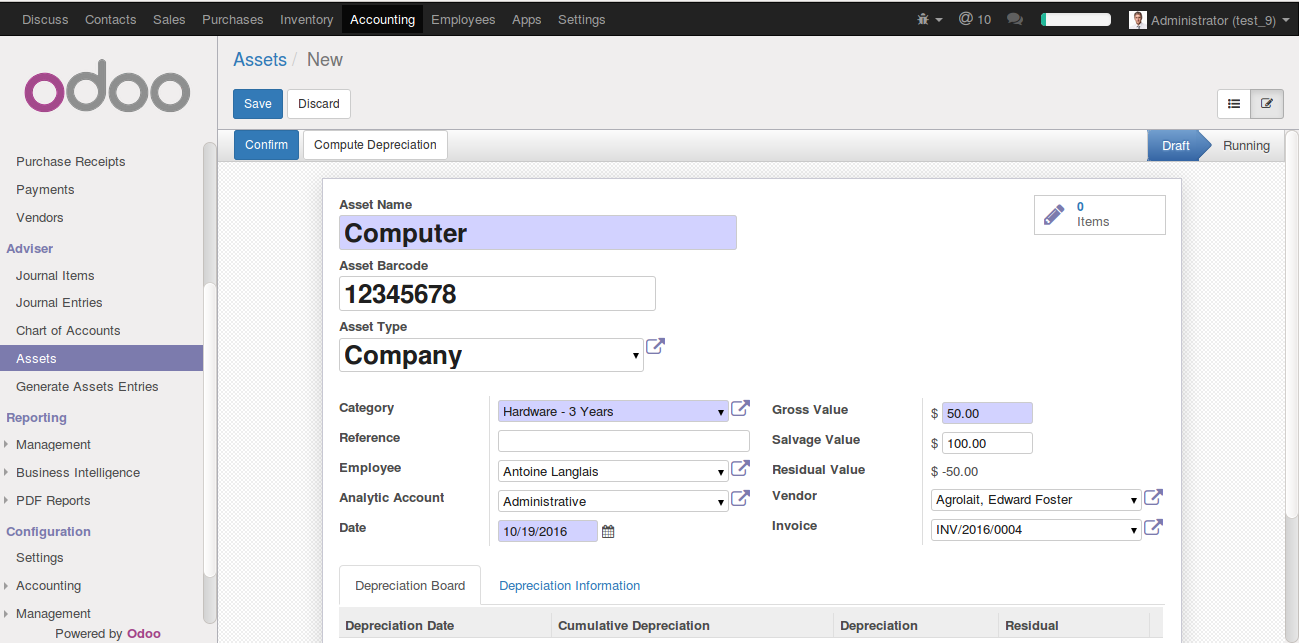 Discuss Contacts Sales Purchases Inventory Accounting Employees Apps Settings @ 10 Administrator (test_9)
odoo
Assets / New
Save Discard
Confirm Compute Depreciation Draft Running
Purchase Receipts
Payments
Vendors
Adviser
Journal Items
Journal Entries
Chart of Accounts
Assets
Generate Assets Entries
Reporting
Management
Business Intelligence
PDF Reports
Configuration
Settings
Accounting
Management
Powered by Odoo
Asset Name
Computer
0
Items
Asset Barcode
12345678
Asset Type
Company
Category Hardware - 3 Years
Reference
Employee Antoine Langlais
Analytic Account Administrative
Date 10/19/2016
Gross Value $ 50.00
Salvage Value $ 100.00
Residual Value $ -50.00
Vendor Agrolait, Edward Foster
Invoice INV/2016/0004
Depreciation Board Depreciation Information
Depreciation Date Cumulative Depreciation Depreciation Residual